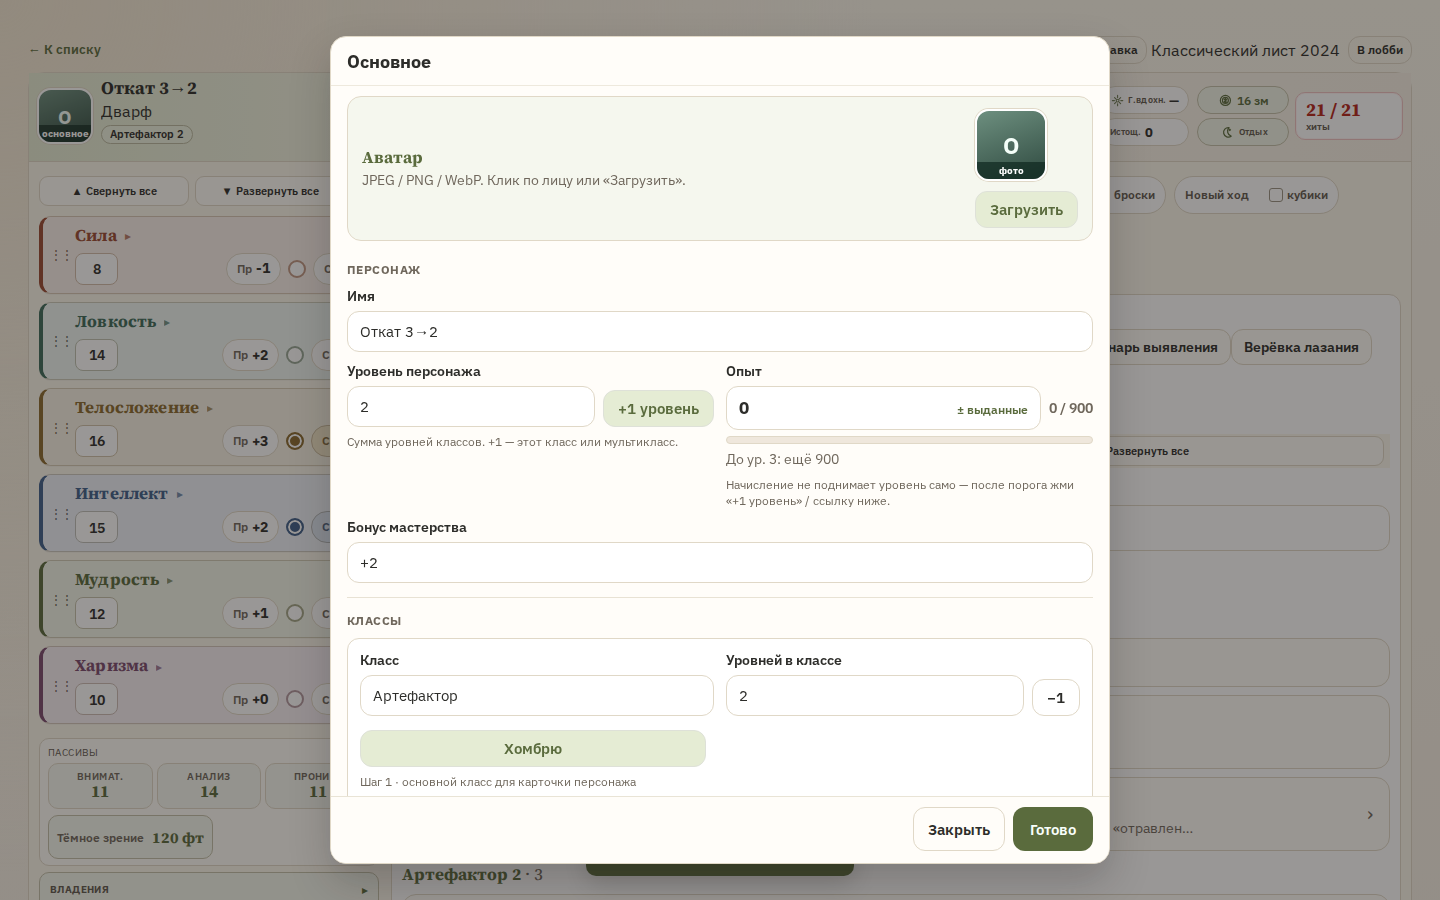 ← К списку
авка
Классический лист 2024
В лобби
О
основное
Откат 3→2
Дварф
Артефактор 2
Г.вдохн. —
16 зм
Истощ. 0
Отдых
21 / 21
хиты
▲ Свернуть все
▼ Развернуть все
броски
Новый ход
кубики
Сила ▸
8
Пр -1
Ловкость ▸
14
Пр +2
Телосложение ▸
16
Пр +3
Интеллект ▸
15
Пр +2
Мудрость ▸
12
Пр +1
Харизма ▸
10
Пр +0
ПАССИВЫ
ВНИМАТ.
11
АНАЛИЗ
14
ПРОНИ
11
Тёмное зрение 120 фт
ВЛАДЕНИЯ ▸
Основное
Аватар
JPEG / PNG / WebP. Клик по лицу или «Загрузить».
О
фото
Загрузить
ПЕРСОНАЖ
Имя
Откат 3→2
Уровень персонажа
2
+1 уровень
Сумма уровней классов. +1 — этот класс или мультикласс.
Опыт
0
± выданные
0 / 900
До ур. 3: ещё 900
Начисление не поднимает уровень само — после порога жми
«+1 уровень» / ссылку ниже.
Бонус мастерства
+2
КЛАССЫ
Класс
Артефактор
Уровней в классе
2
−1
Хомбрю
Шаг 1 · основной класс для карточки персонажа
Закрыть
Готово
нарь выявления
Верёвка лазания
Развернуть все
«отравлен...
›
Артефактор 2 · 3